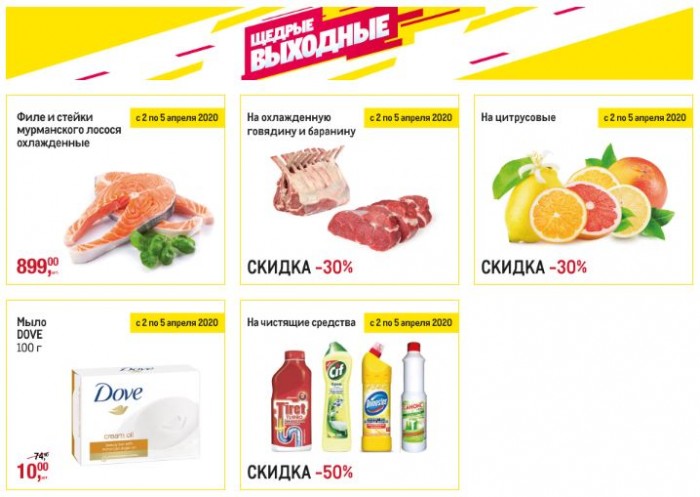 ЩЕДРЫЕ
ВЫХОДНЫЕ
Филе и стейки
мурманского лосося
охлажденные
с 2 по 5 апреля 2020
899,00
На охлажденную
говядину и баранину
с 2 по 5 апреля 2020
СКИДКА -30%
На цитрусовые
с 2 по 5 апреля 2020
СКИДКА -30%
Мыло
DOVE
100 г
с 2 по 5 апреля 2020
Dove
cream oil
10,00
На чистящие средства
с 2 по 5 апреля 2020
Tiret
Cif
Domestos
СКИДКА -50%